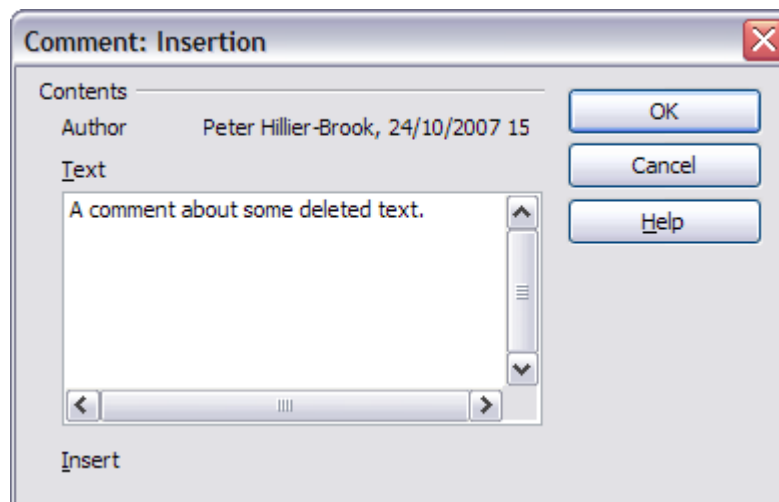 Comment: Insertion
Contents
Author Peter Hillier-Brook, 24/10/2007 15
OK
Text
Cancel
A comment about some deleted text.
Help
Insert